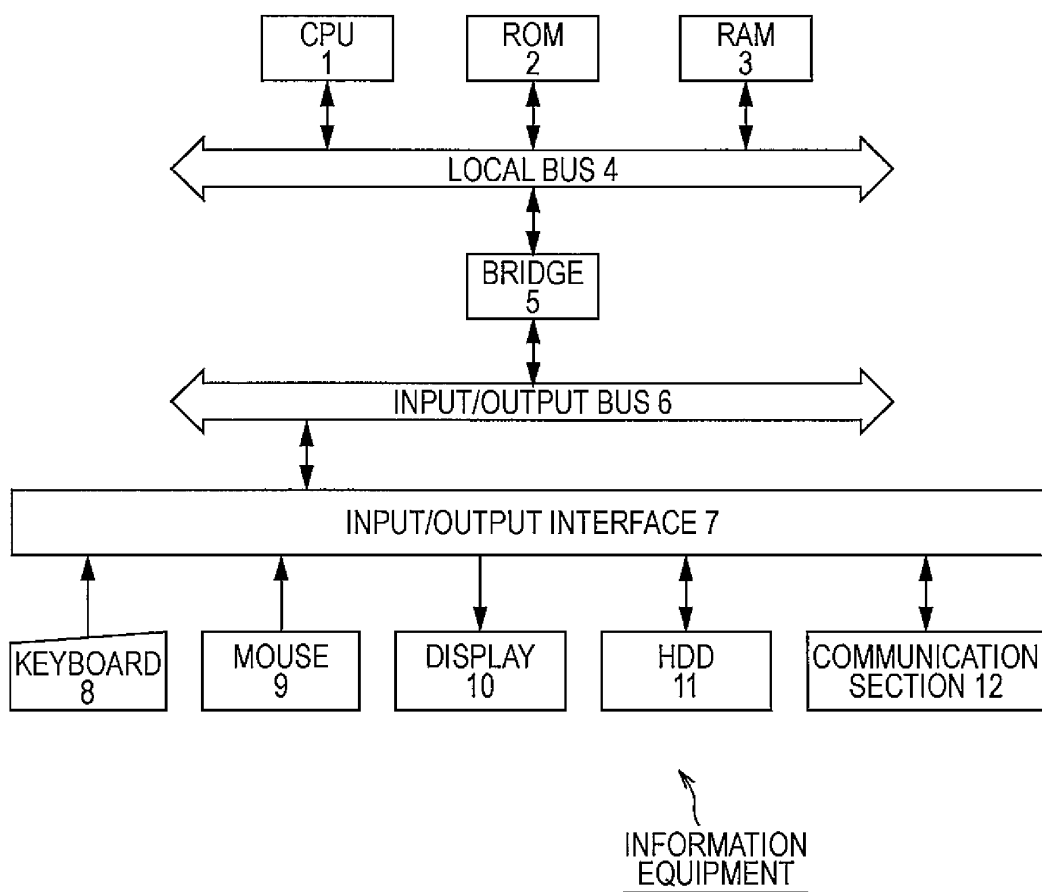 CPU
1
ROM
2
RAM
3
LOCAL BUS 4
BRIDGE
5
INPUT/OUTPUT BUS 6
INPUT/OUTPUT INTERFACE 7
KEYBOARD
8
MOUSE
9
DISPLAY
10
HDD
11
COMMUNICATION
SECTION 12
INFORMATION
EQUIPMENT